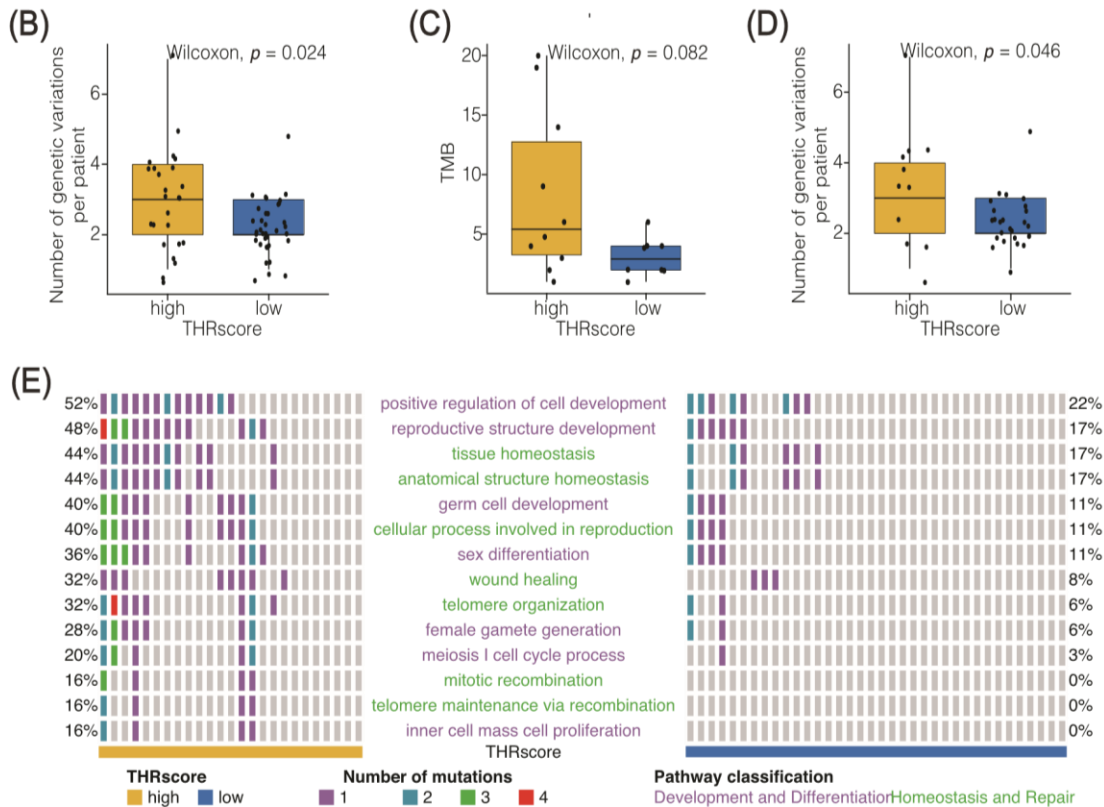 (B)
Wilcoxon, p = 0.024
Number of genetic variations
per patient
6
4
2
high
low
THRscore
(C)
Wilcoxon, p = 0.082
TMB
20
15
10
5
high
low
THRscore
(D)
Wilcoxon, p = 0.046
Number of genetic variations
per patient
6
4
2
high
low
THRscore
(E)
52% positive regulation of cell development 22%
48% reproductive structure development 17%
44% tissue homeostasis 17%
44% anatomical structure homeostasis 17%
40% germ cell development 11%
40% cellular process involved in reproduction 11%
36% sex differentiation 11%
32% wound healing 8%
32% telomere organization 6%
28% female gamete generation 6%
20% meiosis I cell cycle process 3%
16% mitotic recombination 0%
16% telomere maintenance via recombination 0%
16% inner cell mass cell proliferation 0%
THRscore
THRscore Number of mutations Pathway classification
high low 1 2 3 4 Development and Differentiation Homeostasis and Repair